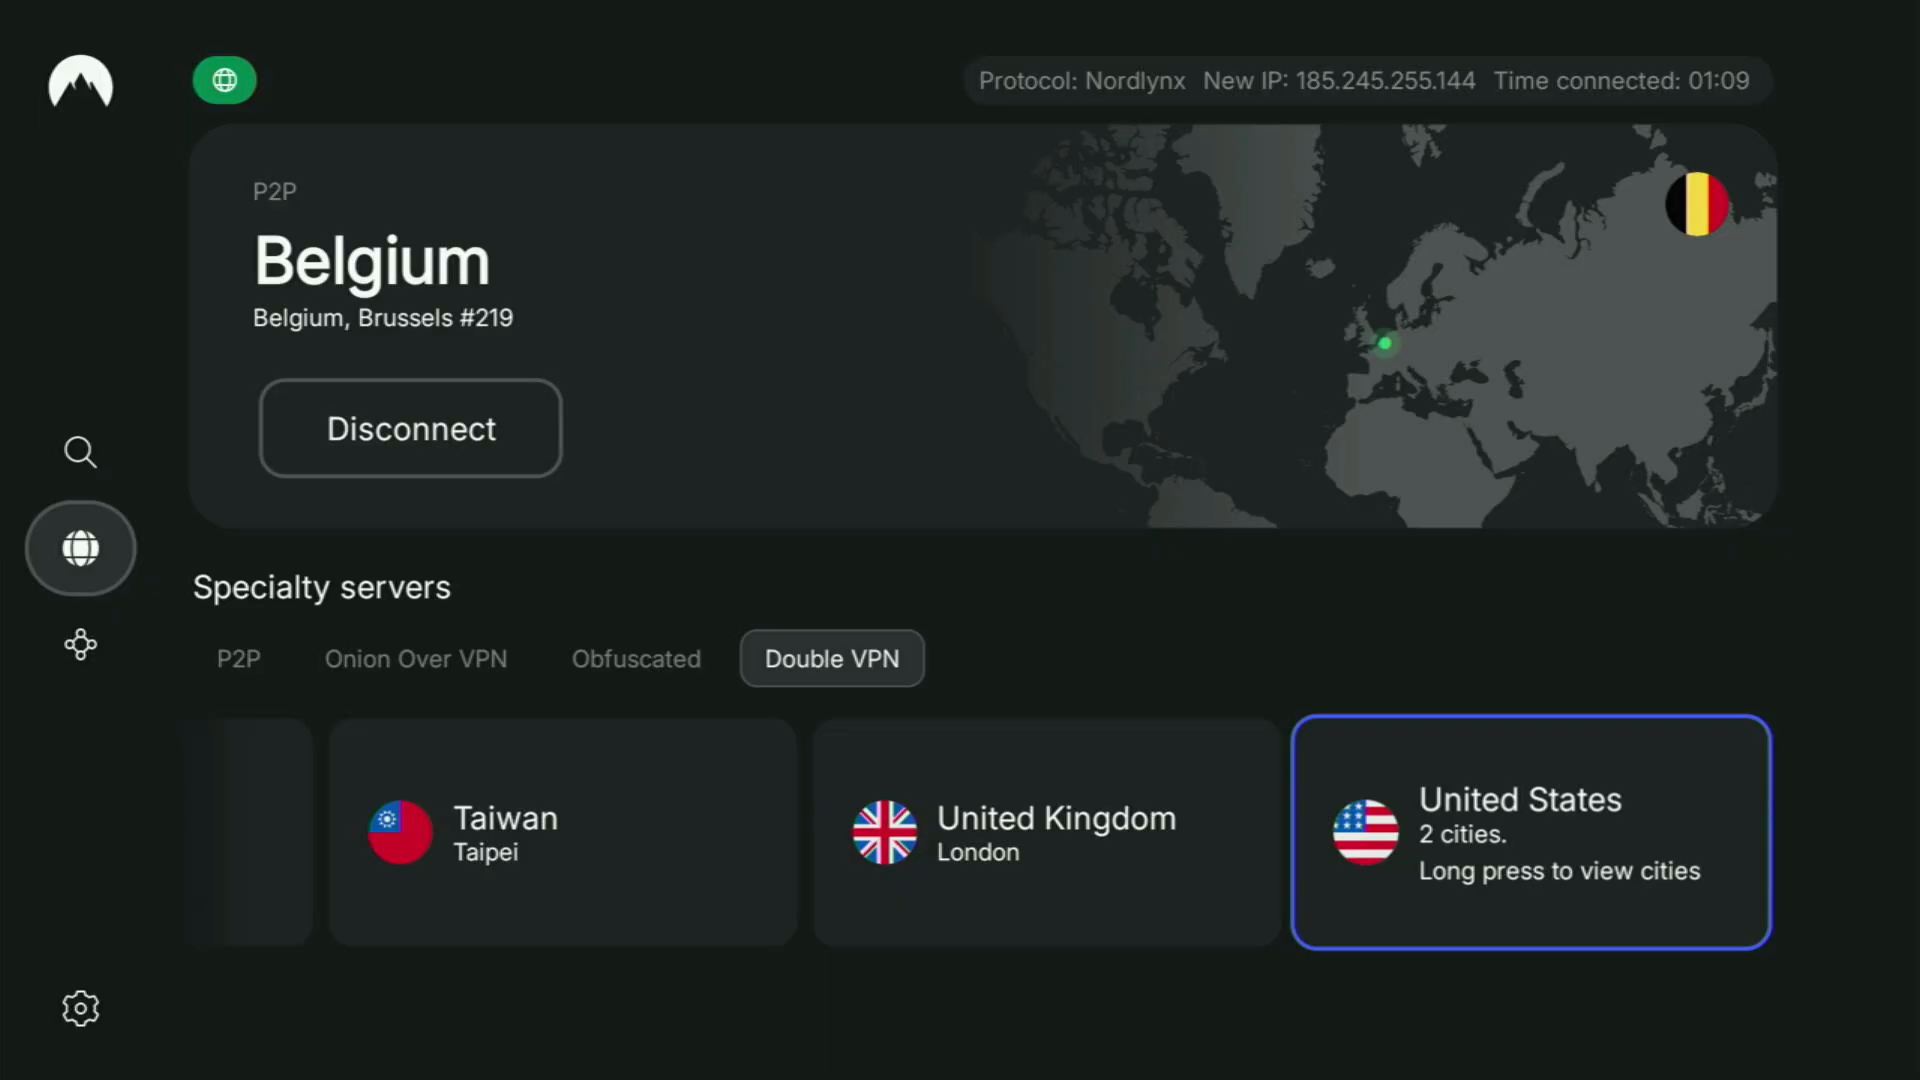 Protocol: Nordlynx New IP: 185.245.255.144 Time connected: 01:09
P2P
Belgium
Belgium, Brussels #219
Disconnect
Specialty servers
P2P Onion Over VPN Obfuscated Double VPN
Taiwan
Taipei
United Kingdom
London
United States
2 cities.
Long press to view cities